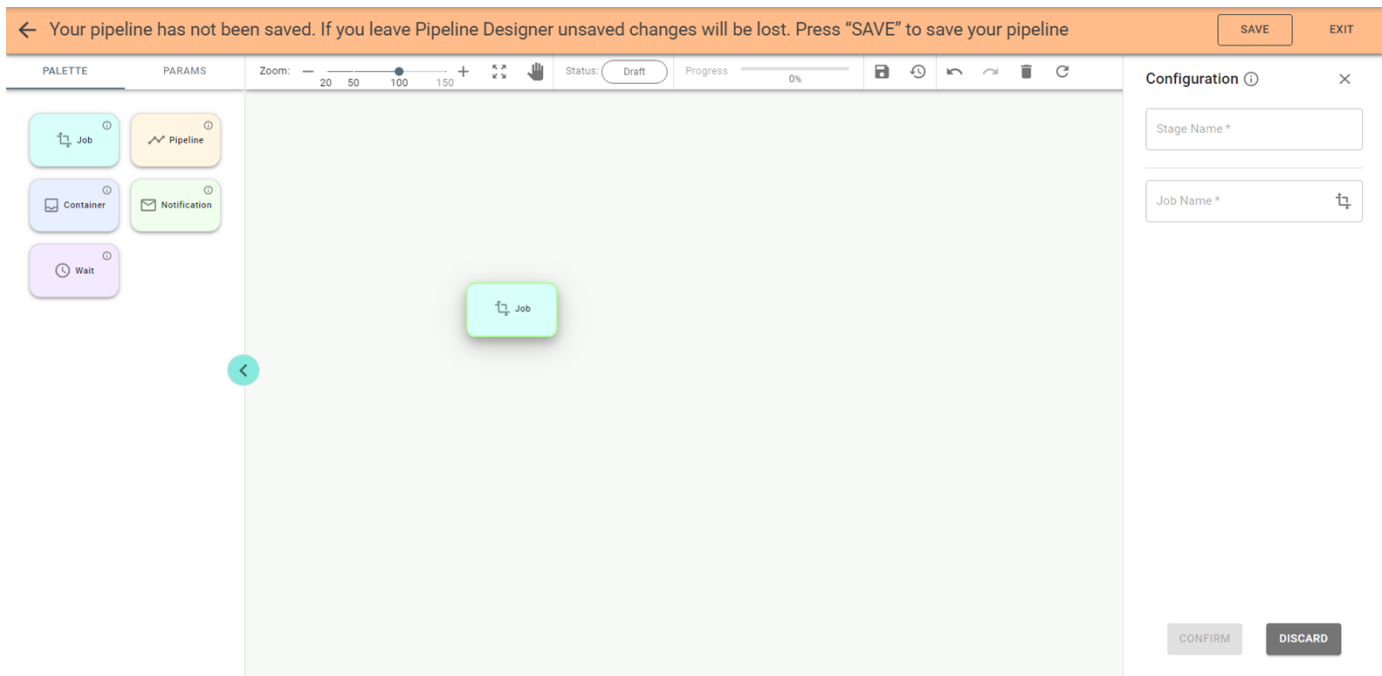 Your pipeline has not been saved. If you leave Pipeline Designer unsaved changes will be lost. Press “SAVE” to save your pipeline
SAVE
EXIT
PALETTE
PARAMS
Zoom:
20 50 100 150
Status: Draft
Progress
0%
Configuration
Job
Pipeline
Container
Notification
Wait
Job
Stage Name *
Job Name *
CONFIRM
DISCARD